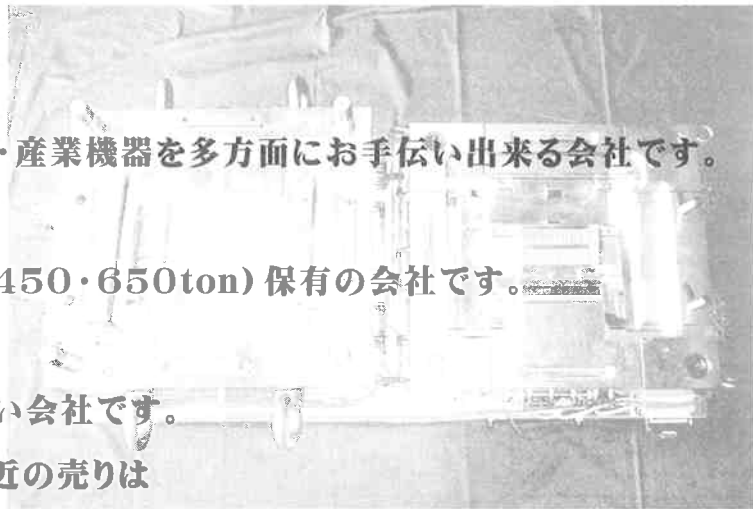 ・産業機器を多方面にお手伝い出来る会社です。
450・650ton)保有の会社です。
い会社です。
近の売りは